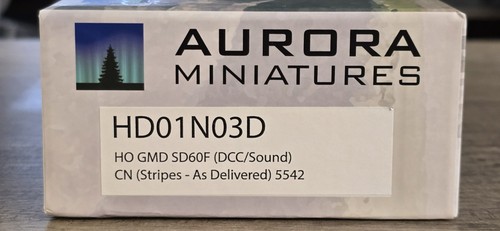 AURORA
MINIATURES
HD01N03D
HO GMD SD60F (DCC/Sound)
CN (Stripes - As Delivered) 5542